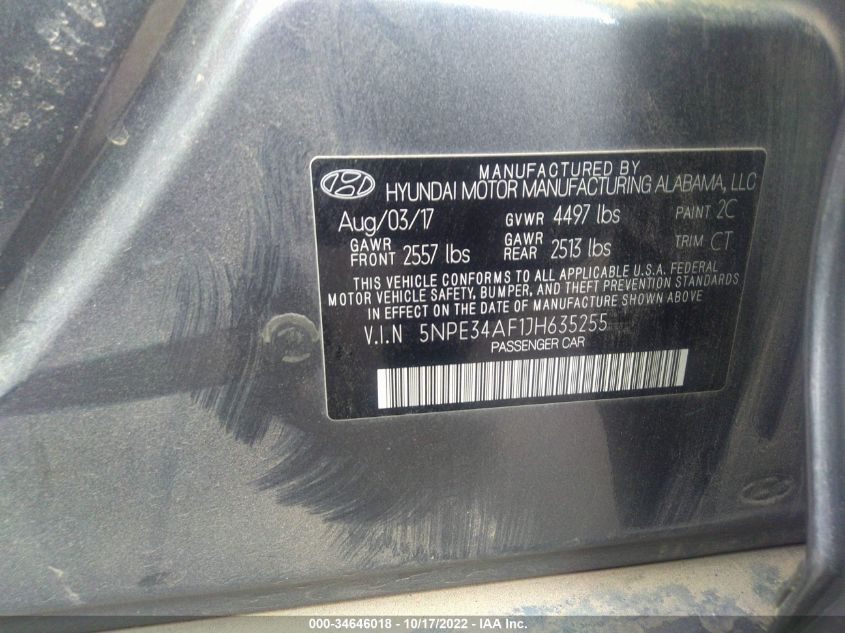 MANUFACTURED BY
HYUNDAI MOTOR MANUFACTURING ALABAMA, LLC
Aug/03/17 GVWR 4497 lbs PAINT 2C
GAWR FRONT 2557 lbs GAWR REAR 2513 lbs TRIM CT
THIS VEHICLE CONFORMS TO ALL APPLICABLE U.S.A. FEDERAL
MOTOR VEHICLE SAFETY, BUMPER, AND THEFT PREVENTION STANDARDS
IN EFFECT ON THE DATE OF MANUFACTURE SHOWN ABOVE
V.I.N 5NPE34AF1JH635255
PASSENGER CAR
000-34646018 - 10/17/2022 - IAA Inc.